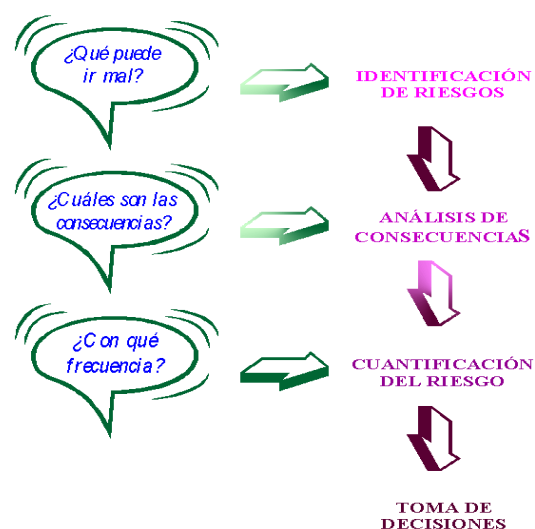 ¿Qué puede
ir mal?
IDENTIFICACIÓN
DE RIESGOS
¿Cuáles son las
consecuencias?
ANÁLISIS DE
CONSECUENCIAS
¿Con qué
frecuencia?
CUANTIFICACIÓN
DEL RIESGO
TOMA DE
DECISIONES